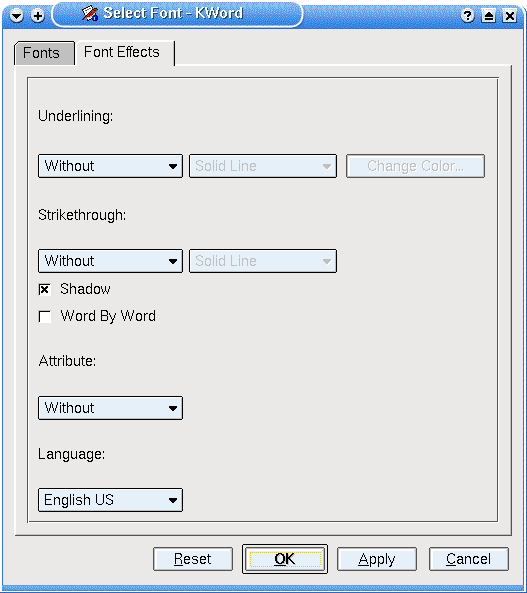 Select Font - KWord
Fonts Font Effects
Underlining:
Without Solid Line Change Color...
Strikethrough:
Without Solid Line
Shadow
Word By Word
Attribute:
Without
Language:
English US
Reset OK Apply Cancel